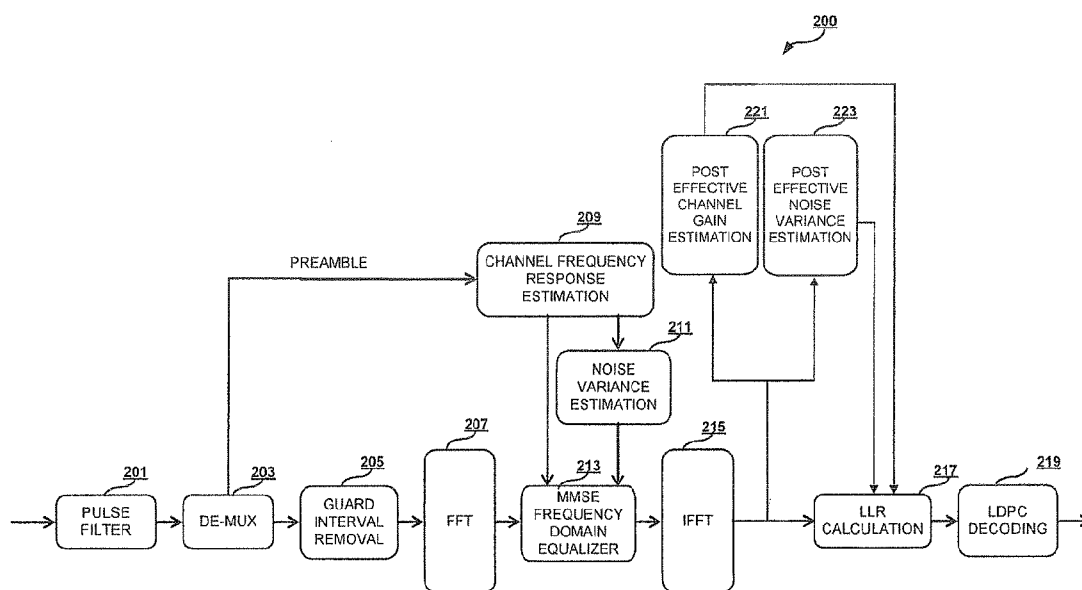 200
221
223
POST
EFFECTIVE
CHANNEL
GAIN
ESTIMATION
POST
EFFECTIVE
NOISE
VARIANCE
ESTIMATION
209
PREAMBLE
CHANNEL FREQUENCY
RESPONSE
ESTIMATION
211
NOISE
VARIANCE
ESTIMATION
201
PULSE
FILTER
203
DE-MUX
205
GUARD
INTERVAL
REMOVAL
207
FFT
213
MMSE
FREQUENCY
DOMAIN
EQUALIZER
215
IFFT
217
LLR
CALCULATION
219
LDPC
DECODING